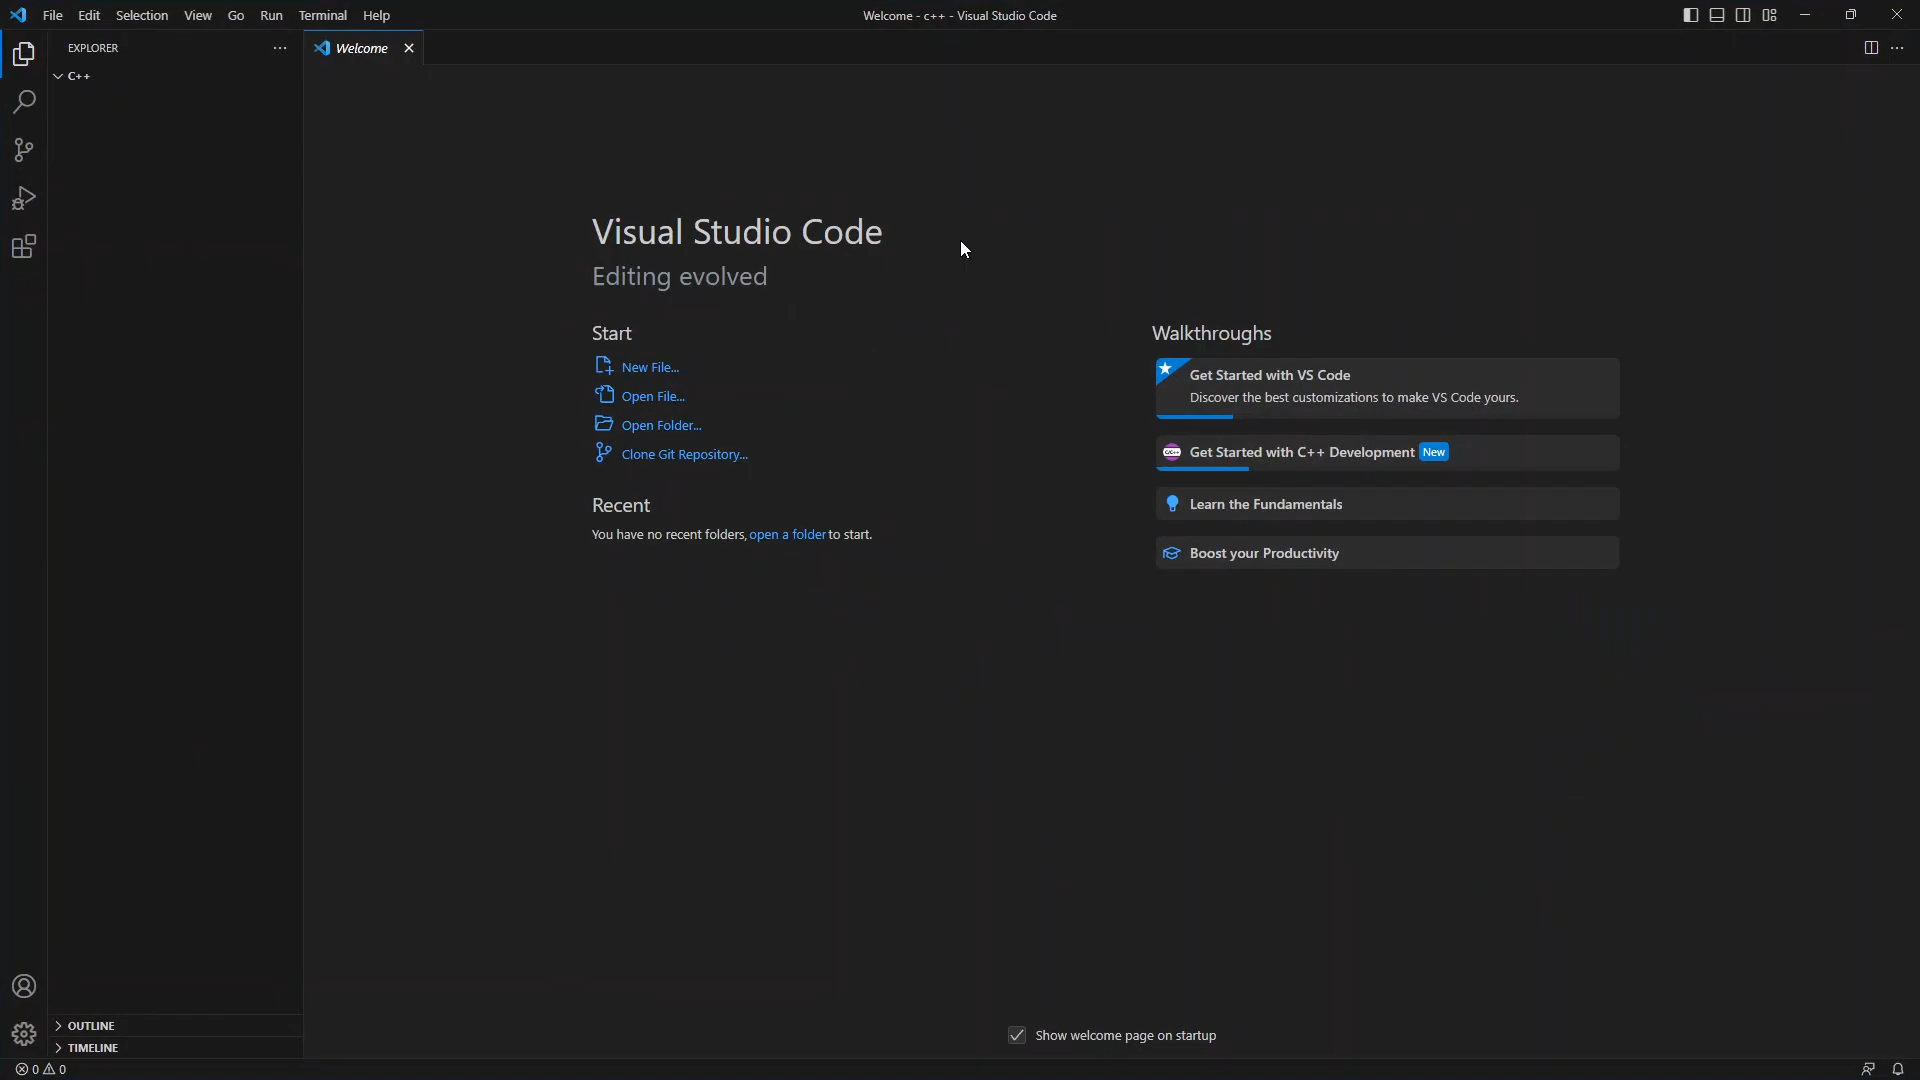 File Edit Selection View Go Run Terminal Help
Welcome - c++ - Visual Studio Code
EXPLORER
Welcome
C++
Visual Studio Code
Editing evolved
Start
New File...
Open File...
Open Folder...
Clone Git Repository...
Recent
You have no recent folders, open a folder to start.
Walkthroughs
Get Started with VS Code
Discover the best customizations to make VS Code yours.
C/C++ Get Started with C++ Development New
Learn the Fundamentals
Boost your Productivity
Show welcome page on startup
OUTLINE
TIMELINE
0 0